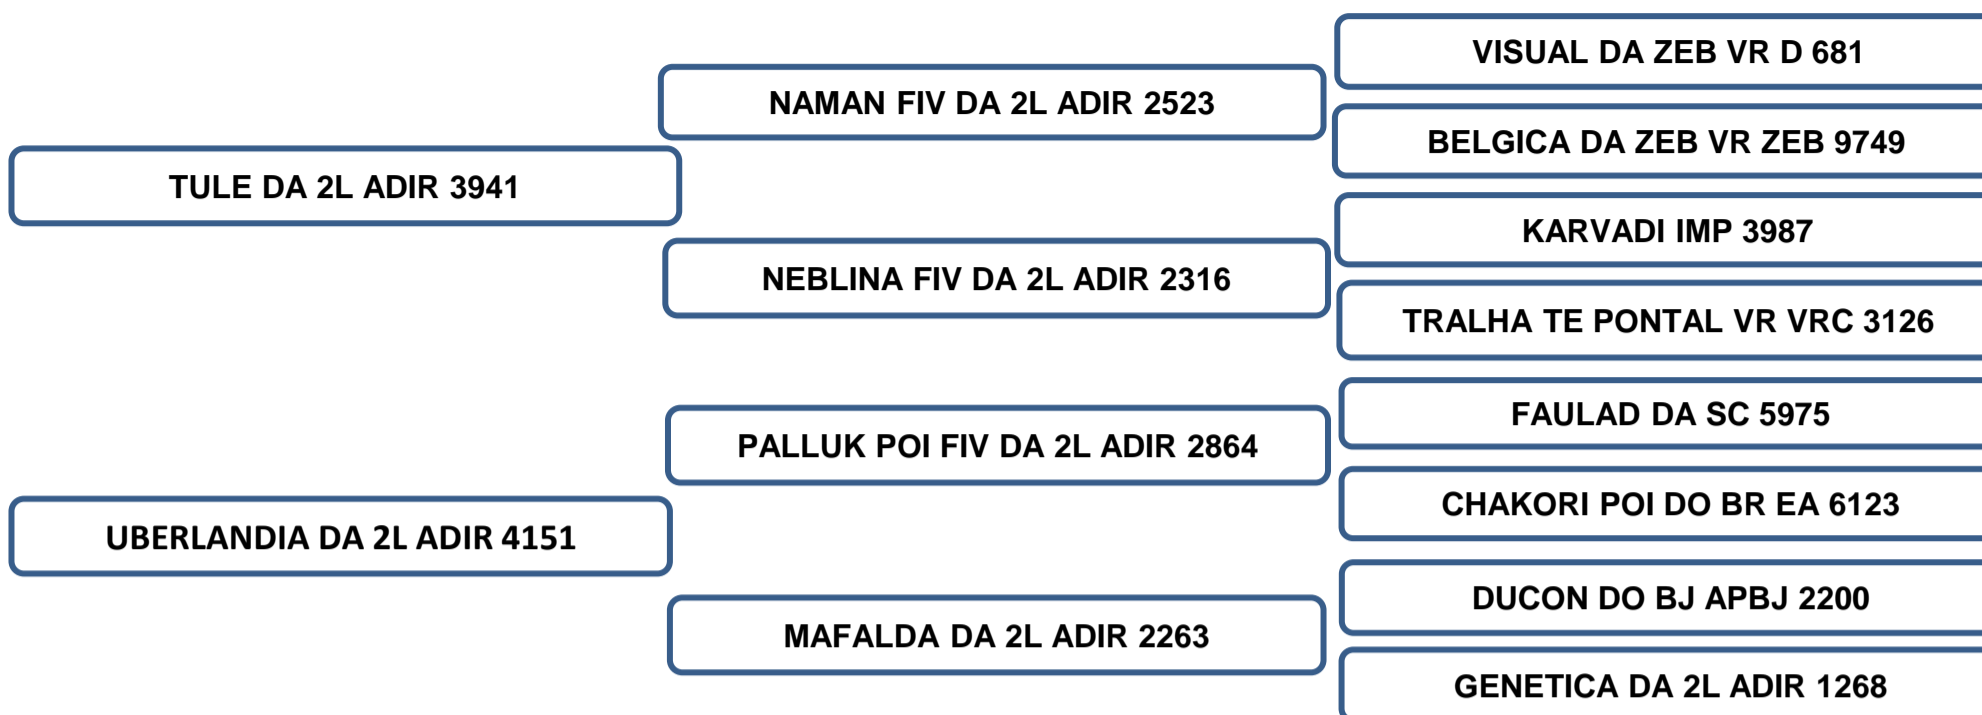 VISUAL DA ZEB VR D 681
NAMAN FIV DA 2L ADIR 2523
BELGICA DA ZEB VR ZEB 9749
TULE DA 2L ADIR 3941
KARVADI IMP 3987
NEBLINA FIV DA 2L ADIR 2316
TRALHA TE PONTAL VR VRC 3126
FAULAD DA SC 5975
PALLUK POI FIV DA 2L ADIR 2864
CHAKORI POI DO BR EA 6123
UBERLANDIA DA 2L ADIR 4151
DUCON DO BJ APBJ 2200
MAFALDA DA 2L ADIR 2263
GENETICA DA 2L ADIR 1268